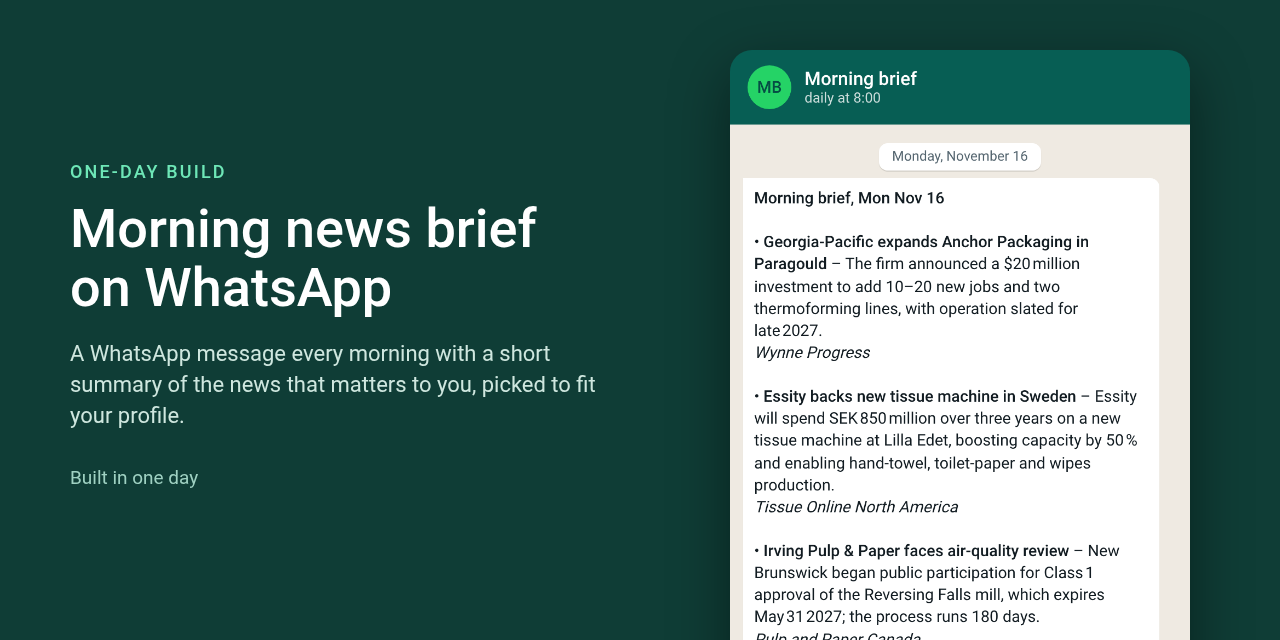 ONE-DAY BUILD
Morning news brief
on WhatsApp
A WhatsApp message every morning with a short
summary of the news that matters to you, picked to fit
your profile.
Built in one day
MB
Morning brief
daily at 8:00
Monday, November 16
Morning brief, Mon Nov 16
• Georgia-Pacific expands Anchor Packaging in
Paragould – The firm announced a $20 million
investment to add 10–20 new jobs and two
thermoforming lines, with operation slated for
late 2027.
Wynne Progress
• Essity backs new tissue machine in Sweden – Essity
will spend SEK 850 million over three years on a new
tissue machine at Lilla Edet, boosting capacity by 50 %
and enabling hand-towel, toilet-paper and wipes
production.
Tissue Online North America
• Irving Pulp & Paper faces air-quality review – New
Brunswick began public participation for Class 1
approval of the Reversing Falls mill, which expires
May 31 2027; the process runs 180 days.
Pulp and Paper Canada